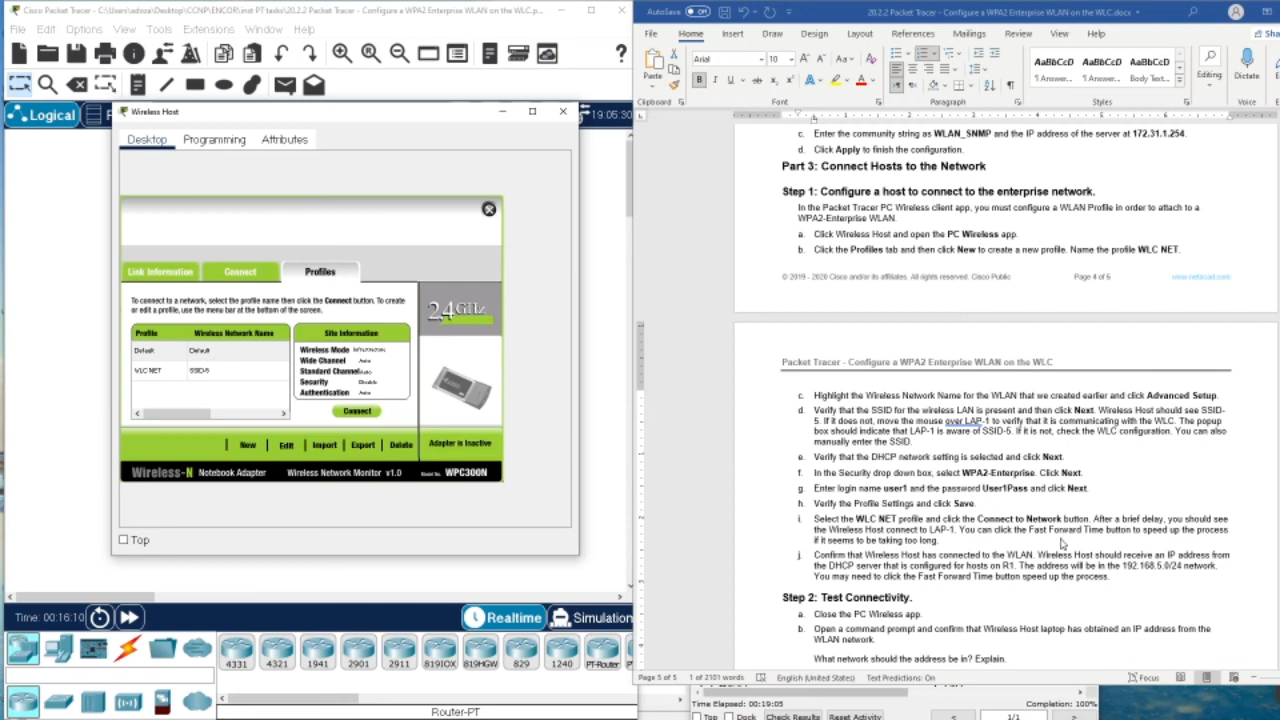 Cisco Packet Tracer - C:\Users\adoza\Desktop\CCNP\ENCOR\inst PT tasks\20.2.2 Packet Tracer - Configure a WPA2 Enterprise WLAN on the WLC.p...
File Edit Options View Tools Extensions Window Help
Logical
19:05:30
Wireless Host
Desktop Programming Attributes
Link Information Connect Profiles
To connect to a network, select the profile name then click the Connect button. To create
or edit a profile, use the menu bar at the bottom of the screen.
2.4GHz
Profile Wireless Network Name
Default Default
WLC NET SSID-5
Site Information
Wireless Mode
Wide Channel Auto
Standard Channel Auto
Security Disable
Authentication Auto
Connect
New Edit Import Export Delete
Adapter is Inactive
Wireless-N Notebook Adapter Wireless Network Monitor v1.0 Model No. WPC300N
Top
Time: 00:16:10
Realtime Simulation
4331 4321 1941 2901 2911 819IOX 819HGW 829 1240 PT-Router
Router-PT
AutoSave Off
20.2.2 Packet Tracer - Configure a WPA2 Enterprise WLAN on the WLC.docx
File Home Insert Draw Design Layout References Mailings Review View Help Sha
Paste
Arial 10
AaBbCcD AaBbCcD AaBbCcD
¶ Answer... ¶ Answer... Body Text...
Editing Dictate
Clipboard Font Paragraph Styles Voice
c. Enter the community string as WLAN_SNMP and the IP address of the server at 172.31.1.254.
d. Click Apply to finish the configuration.
Part 3: Connect Hosts to the Network
Step 1: Configure a host to connect to the enterprise network.
In the Packet Tracer PC Wireless client app, you must configure a WLAN Profile in order to attach to a
WPA2-Enterprise WLAN.
a. Click Wireless Host and open the PC Wireless app.
b. Click the Profiles tab and then click New to create a new profile. Name the profile WLC NET.
© 2019 - 2020 Cisco and/or its affiliates. All rights reserved. Cisco Public Page 4 of 5 www.netacad.com
Packet Tracer - Configure a WPA2 Enterprise WLAN on the WLC
c. Highlight the Wireless Network Name for the WLAN that we created earlier and click Advanced Setup.
d. Verify that the SSID for the wireless LAN is present and then click Next. Wireless Host should see SSID-
5. If it does not, move the mouse over LAP-1 to verify that it is communicating with the WLC. The popup
box should indicate that LAP-1 is aware of SSID-5. If it is not, check the WLC configuration. You can also
manually enter the SSID.
e. Verify that the DHCP network setting is selected and click Next.
f. In the Security drop down box, select WPA2-Enterprise. Click Next.
g. Enter login name user1 and the password User1Pass and click Next.
h. Verify the Profile Settings and click Save.
i. Select the WLC NET profile and click the Connect to Network button. After a brief delay, you should see
the Wireless Host connect to LAP-1. You can click the Fast Forward Time button to speed up the process
if it seems to be taking too long.
j. Confirm that Wireless Host has connected to the WLAN. Wireless Host should receive an IP address from
the DHCP server that is configured for hosts on R1. The address will be in the 192.168.5.0/24 network.
You may need to click the Fast Forward Time button speed up the process.
Step 2: Test Connectivity.
a. Close the PC Wireless app.
b. Open a command prompt and confirm that Wireless Host laptop has obtained an IP address from the
WLAN network.
What network should the address be in? Explain.
Page 5 of 5 1 of 2101 words English (United States) Text Predictions: On Focus
Time Elapsed: 00:19:05 Completion: 100%
Top Dock Check Results Reset Activity < 1/1 >